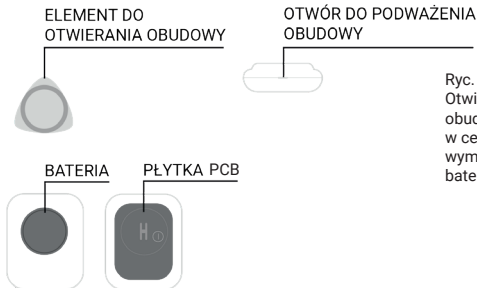 ELEMENT DO
OTWIERANIA OBUDOWY
OTWÓR DO PODWAŻENIA
OBUDOWY
Ryc.
Otwi
obud
w ce
wym
bate
BATERIA
PŁYTKA PCB
H